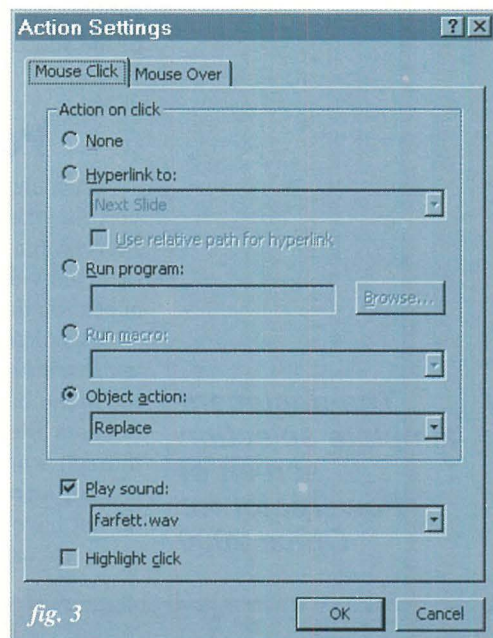 Action Settings
Mouse Click Mouse Over
Action on click
None
Hyperlink to:
Next Slide
Use relative path for hyperlink
Run program:
Browse...
Run macro:
Object action:
Replace
Play sound:
farfett.wav
Highlight click
fig. 3
OK Cancel